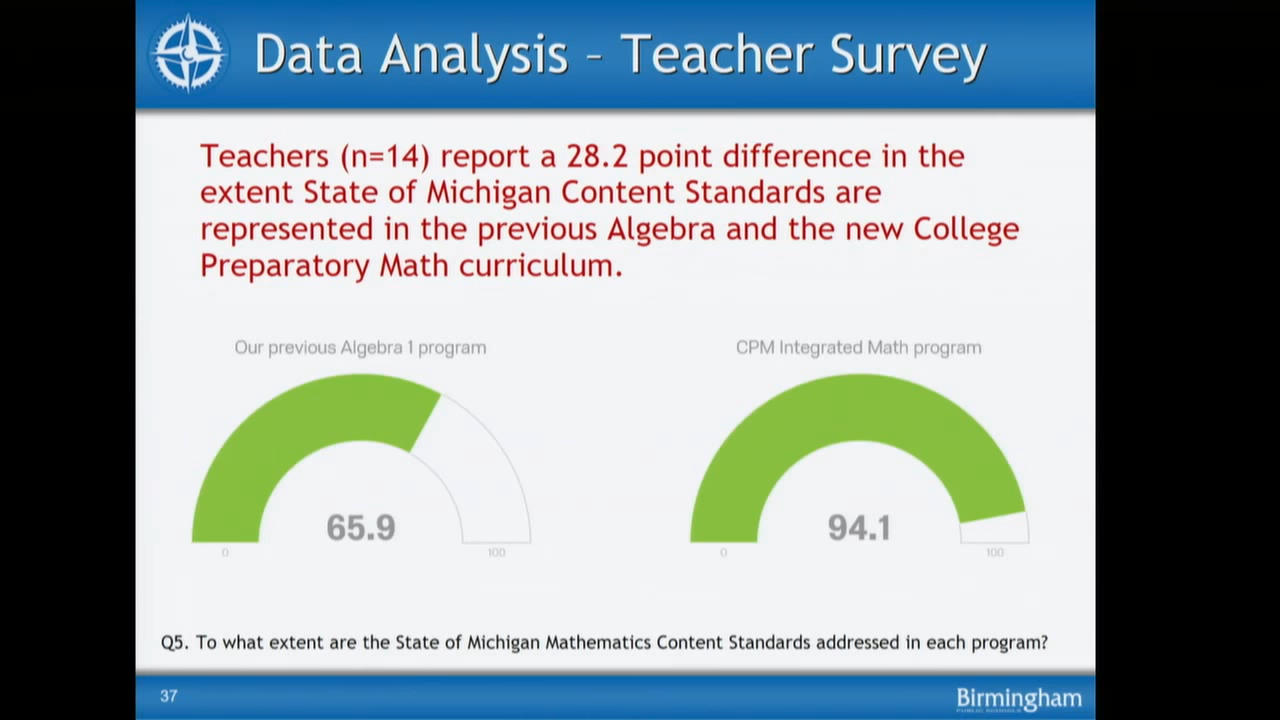 Data Analysis – Teacher Survey
Teachers (n=14) report a 28.2 point difference in the
extent State of Michigan Content Standards are
represented in the previous Algebra and the new College
Preparatory Math curriculum.
Our previous Algebra 1 program
CPM Integrated Math program
65.9
94.1
0
100
0
100
Q5. To what extent are the State of Michigan Mathematics Content Standards addressed in each program?
37
Birmingham
PUBLIC SCHOOLS